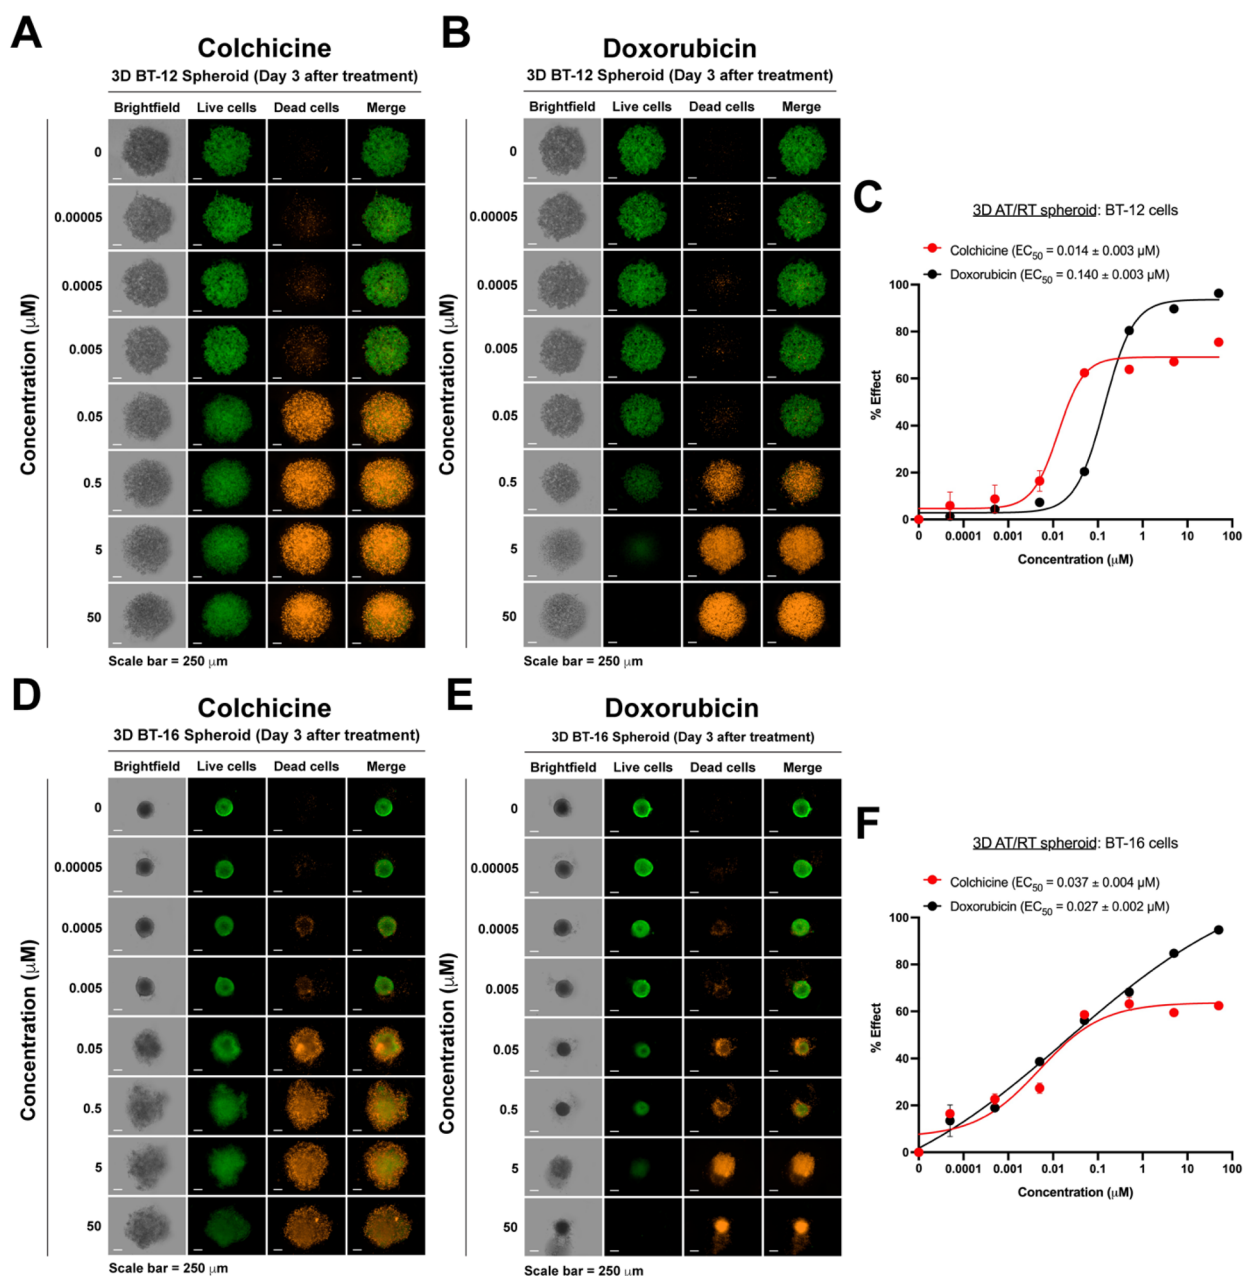 A
Colchicine
3D BT-12 Spheroid (Day 3 after treatment)
Brightfield Live cells Dead cells Merge
Concentration (μM)
0
0.00005
0.0005
0.005
0.05
0.5
5
50
Scale bar = 250 μm
B
Doxorubicin
3D BT-12 Spheroid (Day 3 after treatment)
Brightfield Live cells Dead cells Merge
Concentration (μM)
0
0.00005
0.0005
0.005
0.05
0.5
5
50
Scale bar = 250 μm
C
3D AT/RT spheroid: BT-12 cells
Colchicine (EC50 = 0.014 ± 0.003 μM)
Doxorubicin (EC50 = 0.140 ± 0.003 μM)
% Effect
100
80
60
40
20
0
0 0.0001 0.001 0.01 0.1 1 10 100
Concentration (μM)
D
Colchicine
3D BT-16 Spheroid (Day 3 after treatment)
Brightfield Live cells Dead cells Merge
Concentration (μM)
0
0.00005
0.0005
0.005
0.05
0.5
5
50
Scale bar = 250 μm
E
Doxorubicin
3D BT-16 Spheroid (Day 3 after treatment)
Brightfield Live cells Dead cells Merge
Concentration (μM)
0
0.00005
0.0005
0.005
0.05
0.5
5
50
Scale bar = 250 μm
F
3D AT/RT spheroid: BT-16 cells
Colchicine (EC50 = 0.037 ± 0.004 μM)
Doxorubicin (EC50 = 0.027 ± 0.002 μM)
% Effect
100
80
60
40
20
0
0 0.0001 0.001 0.01 0.1 1 10 100
Concentration (μM)